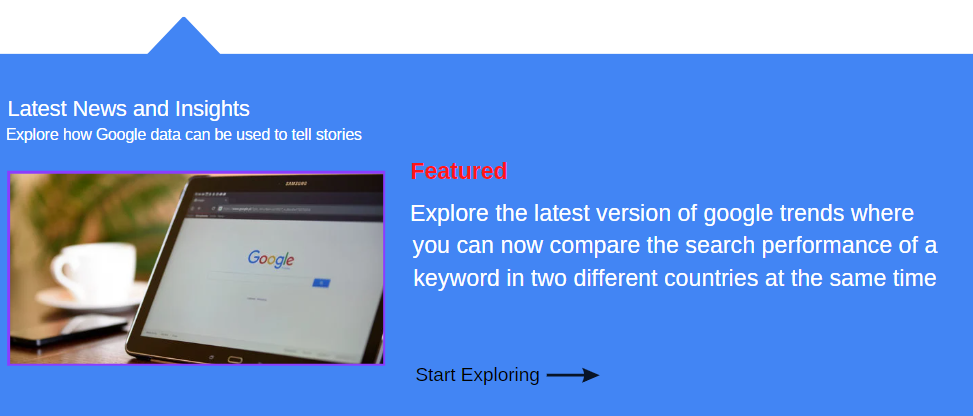 Latest News and Insights
Explore how Google data can be used to tell stories
SAMSUNG
Google
Featured
Explore the latest version of google trends where
you can now compare the search performance of a
keyword in two different countries at the same time
Start Exploring